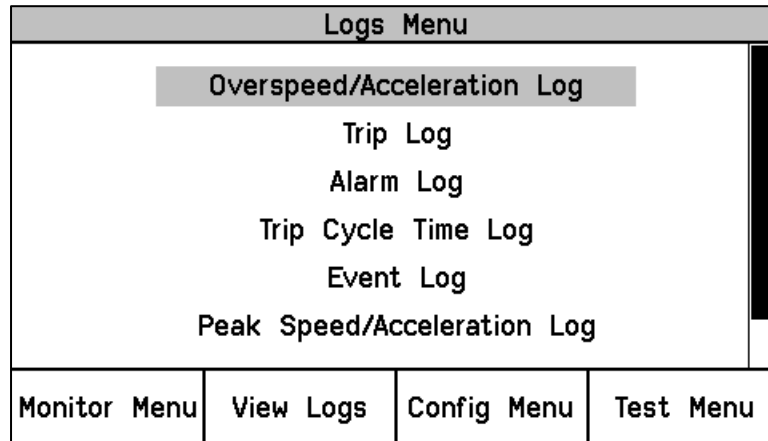 Logs Menu
Overspeed/Acceleration Log
Trip Log
Alarm Log
Trip Cycle Time Log
Event Log
Peak Speed/Acceleration Log
Monitor Menu View Logs Config Menu Test Menu